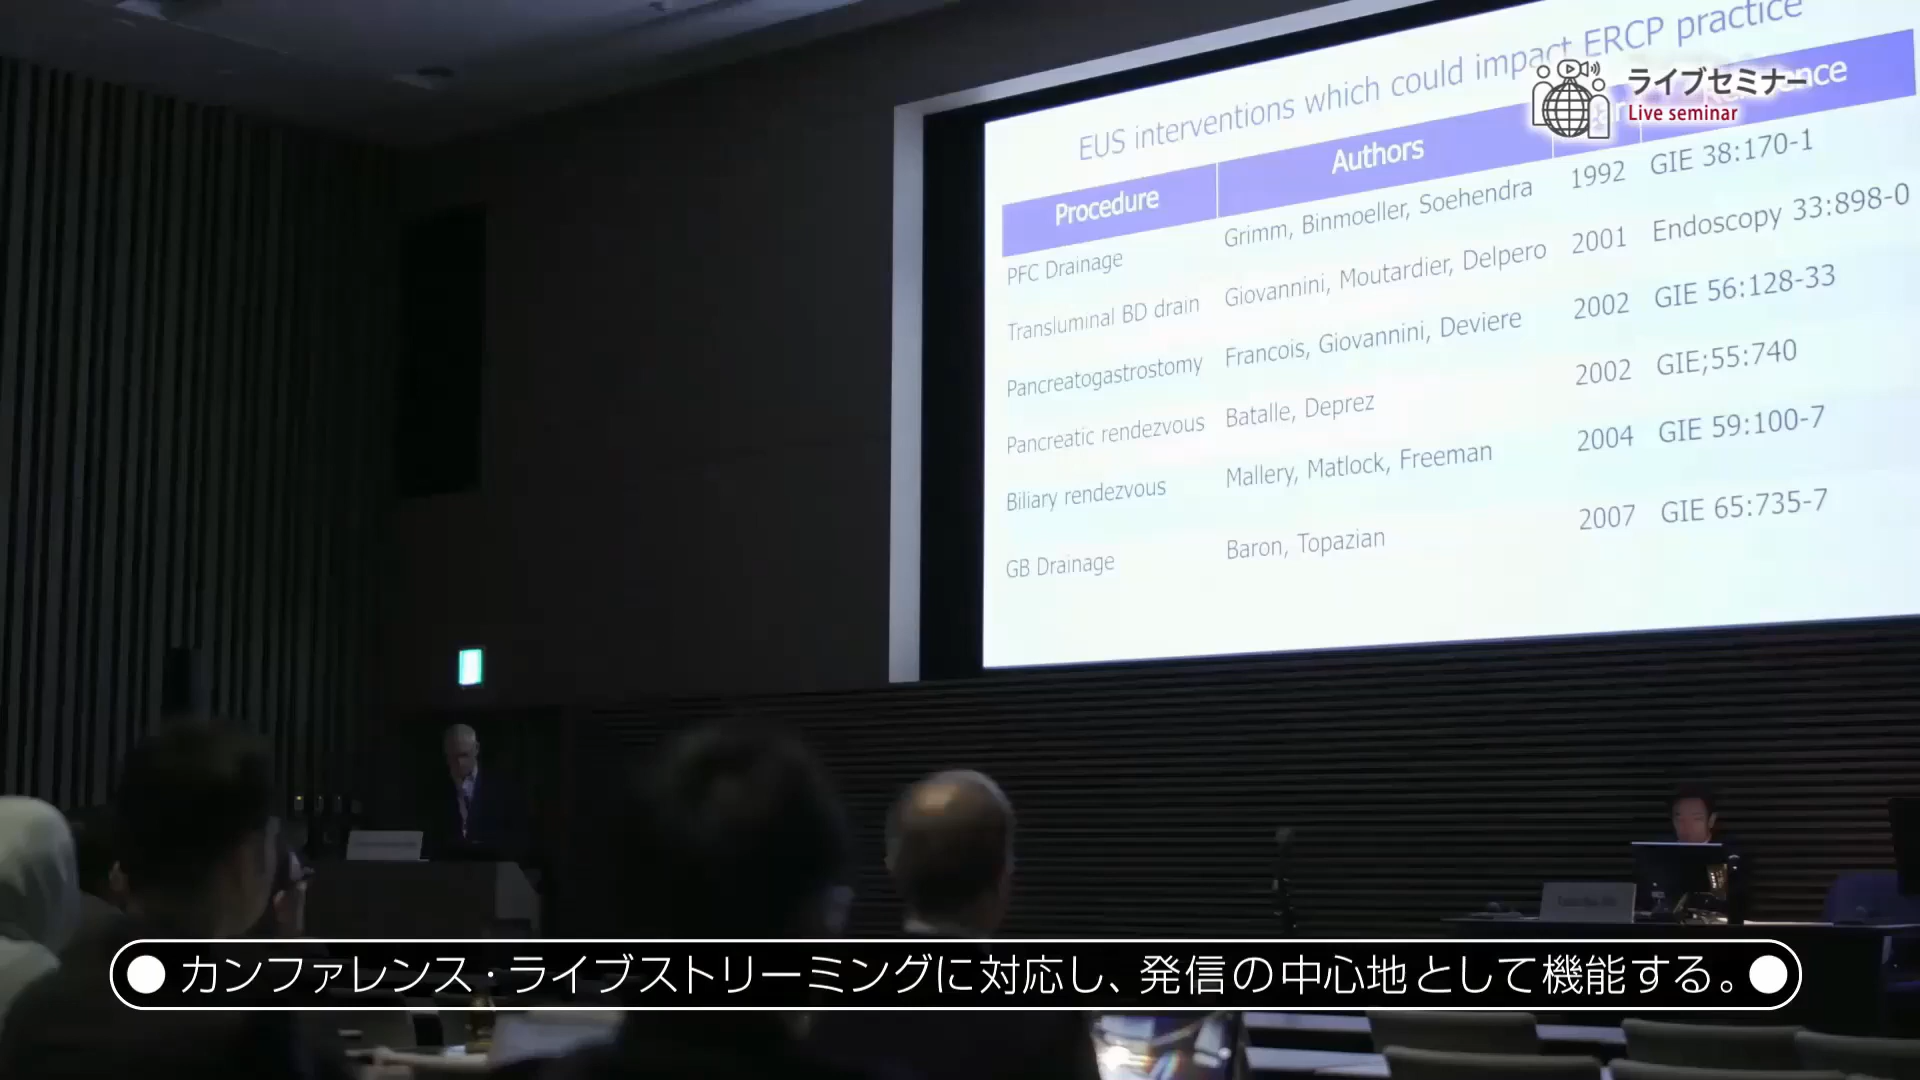 EUS interventions which could impact ERCP practice
ライブセミナー
Live seminar
Procedure Authors
PFC Drainage Grimm, Binmoeller, Soehendra 1992 GIE 38:170-1
Transluminal BD drain Giovannini, Moutardier, Delpero 2001 Endoscopy 33:898-0
Pancreatogastrostomy Francois, Giovannini, Deviere 2002 GIE 56:128-33
Pancreatic rendezvous Batalle, Deprez 2002 GIE;55:740
Biliary rendezvous Mallery, Matlock, Freeman 2004 GIE 59:100-7
GB Drainage Baron, Topazian 2007 GIE 65:735-7
カンファレンス・ライブストリーミングに対応し、発信の中心地として機能する。